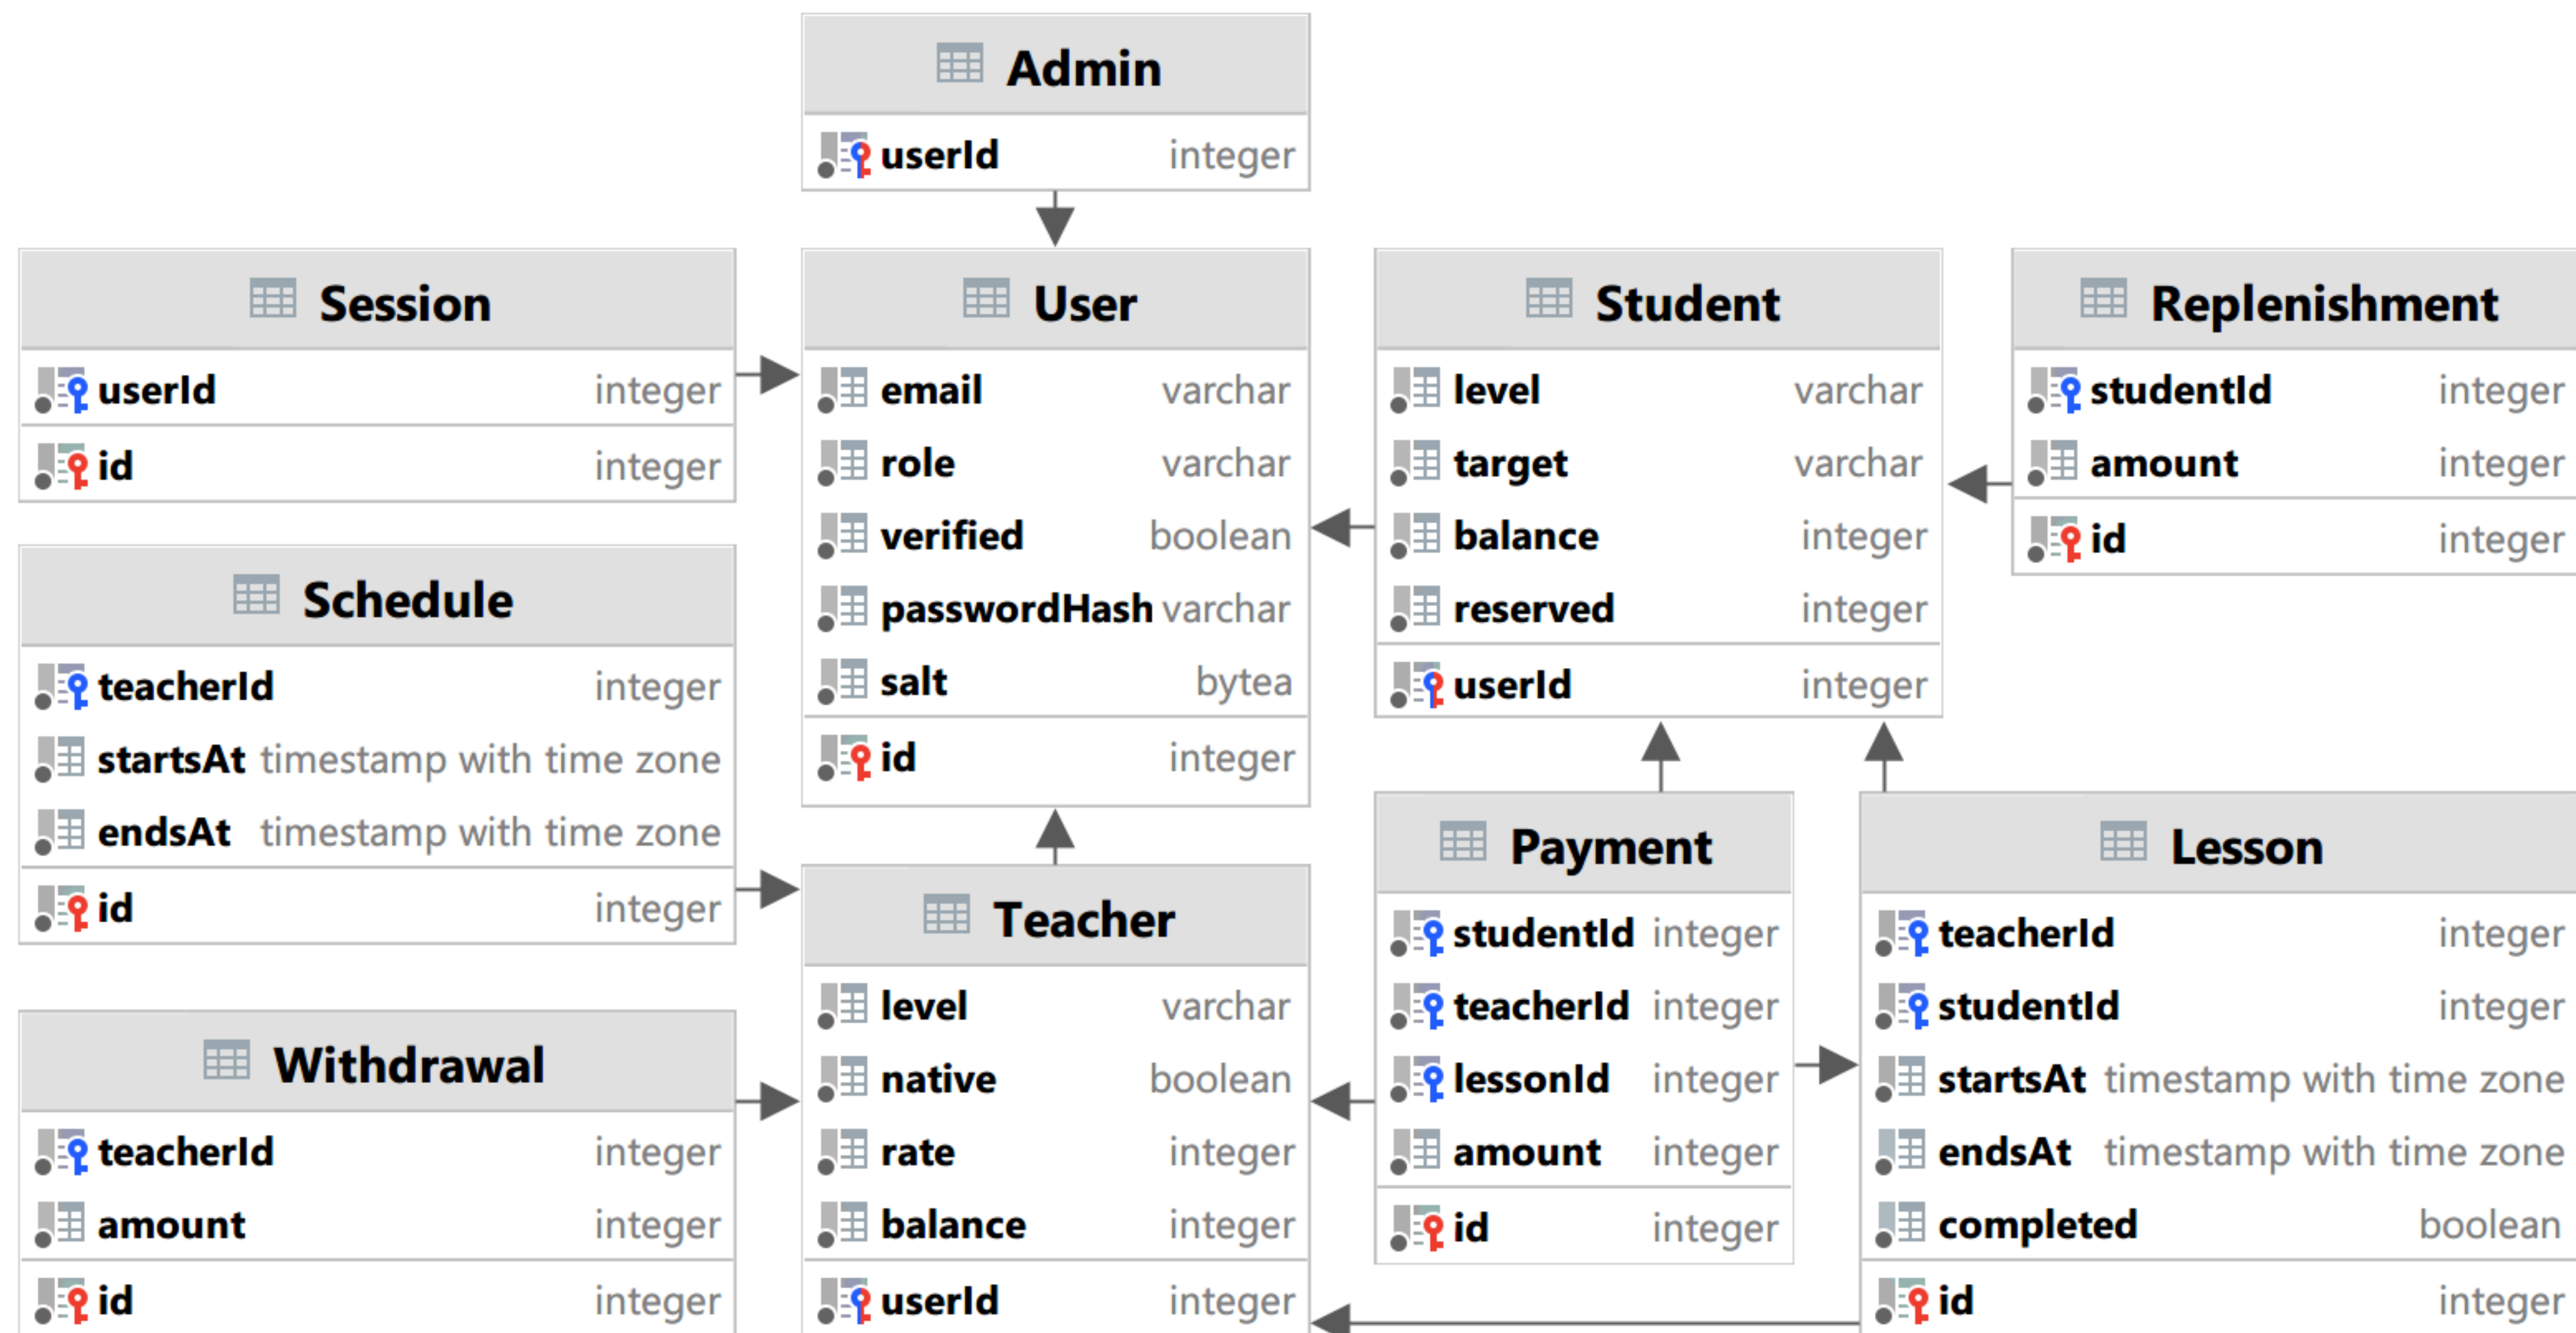 Admin
userId integer
Session
userId integer
id integer
User
email varchar
role varchar
verified boolean
passwordHash varchar
salt bytea
id integer
Student
level varchar
target varchar
balance integer
reserved integer
userId integer
Replenishment
studentId integer
amount integer
id integer
Schedule
teacherId integer
startsAt timestamp with time zone
endsAt timestamp with time zone
id integer
Teacher
level varchar
native boolean
rate integer
balance integer
userId integer
Payment
studentId integer
teacherId integer
lessonId integer
amount integer
id integer
Lesson
teacherId integer
studentId integer
startsAt timestamp with time zone
endsAt timestamp with time zone
completed boolean
id integer
Withdrawal
teacherId integer
amount integer
id integer